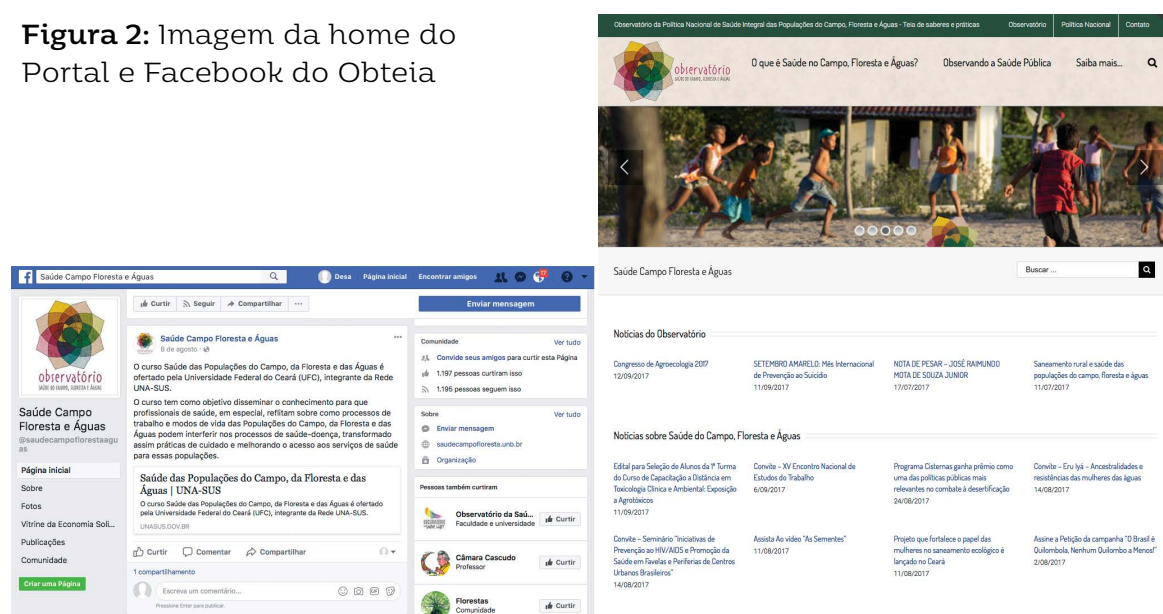 Figura 2: Imagem da home do
Portal e Facebook do Obteia
Observatório da Política Nacional de Saúde Integral das Populações do Campo, Floresta e Águas - Teia de saberes e práticas
Observatório
Política Nacional
Contato
observatório
SAÚDE DO CAMPO, FLORESTA E ÁGUAS
O que é Saúde no Campo, Floresta e Águas?
Observando a Saúde Pública
Saiba mais...
Saúde Campo Floresta e Águas
Buscar ...
Notícias do Observatório
Congresso de Agroecologia 2017
12/09/2017
SETEMBRO AMARELO: Mês Internacional
de Prevenção ao Suicídio
11/09/2017
NOTA DE PESAR – JOSÉ RAIMUNDO
MOTA DE SOUZA JUNIOR
17/07/2017
Saneamento rural e saúde das
populações do campo, floresta e águas
11/07/2017
Notícias sobre Saúde do Campo, Floresta e Águas
Edital para Seleção de Alunos da 1ª Turma
do Curso de Capacitação a Distância em
Toxicologia Clínica e Ambiental: Exposição
a Agrotóxicos
11/09/2017
Convite – XV Encontro Nacional de
Estudos do Trabalho
6/09/2017
Programa Cisternas ganha prêmio como
uma das políticas públicas mais
relevantes no combate à desertificação
24/08/2017
Convite – Eru Iyá – Ancestralidades e
resistências das mulheres das águas
14/08/2017
Convite – Seminário "Iniciativas de
Prevenção ao HIV/AIDS e Promoção da
Saúde em Favelas e Periferias de Centros
Urbanos Brasileiros"
14/08/2017
Assista Ao vídeo "As Sementes"
11/08/2017
Projeto que fortalece o papel das
mulheres no saneamento ecológico é
lançado no Ceará
11/08/2017
Assine a Petição da campanha "O Brasil é
Quilombola, Nenhum Quilombo a Menos!"
2/08/2017
Saúde Campo Floresta e Águas
Desa
Página inicial
Encontrar amigos
17
observatório
SAÚDE DO CAMPO, FLORESTA E ÁGUAS
Saúde Campo
Floresta e Águas
@saudecampoflorestaagu
as
Página inicial
Sobre
Fotos
Vitrine da Economia Soli...
Publicações
Comunidade
Criar uma Página
Curtir
Seguir
Compartilhar
Saúde Campo Floresta e Águas
8 de agosto ·
O curso Saúde das Populações do Campo, da Floresta e das Águas é
ofertado pela Universidade Federal do Ceará (UFC), integrante da Rede
UNA-SUS.
O curso tem como objetivo disseminar o conhecimento para que
profissionais de saúde, em especial, reflitam sobre como processos de
trabalho e modos de vida das Populações do Campo, da Floresta e das
Águas podem interferir nos processos de saúde-doença, transformado
assim práticas de cuidado e melhorando o acesso aos serviços de saúde
para essas populações.
Saúde das Populações do Campo, da Floresta e das
Águas | UNA-SUS
O curso Saúde das Populações do Campo, da Floresta e das Águas é ofertado
pela Universidade Federal do Ceará (UFC), integrante da Rede UNA-SUS.
UNASUS.GOV.BR
Curtir
Comentar
Compartilhar
1 compartilhamento
Escreva um comentário...
Pressione Enter para publicar.
Enviar mensagem
Comunidade
Ver tudo
Convide seus amigos para curtir esta Página
1.197 pessoas curtiram isso
1.195 pessoas seguem isso
Sobre
Ver tudo
Enviar mensagem
saudecampofloresta.unb.br
Organização
Pessoas também curtiram
Observatório da Saú...
Faculdade e universidade
Curtir
Câmara Cascudo
Professor
Curtir
Florestas
Comunidade
Curtir